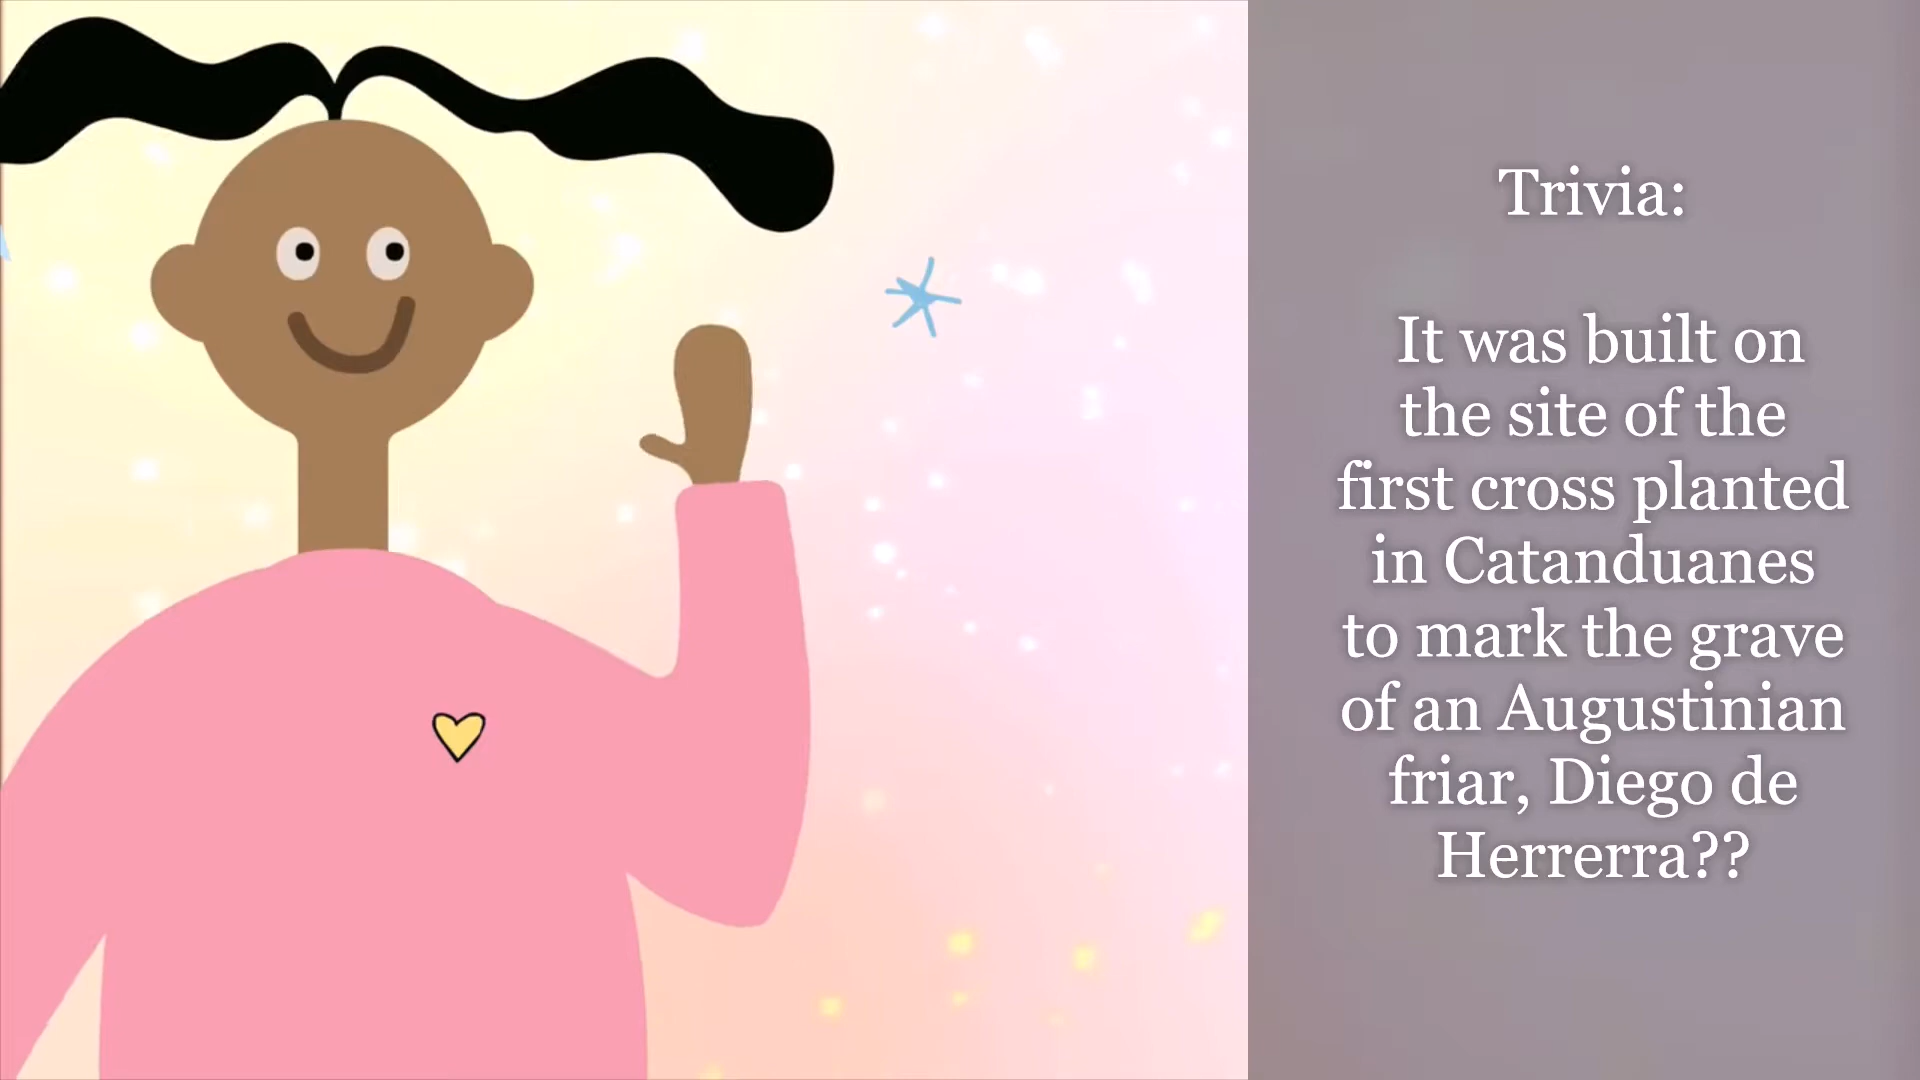 Trivia:
It was built on
the site of the
first cross planted
in Catanduanes
to mark the grave
of an Augustinian
friar, Diego de
Herrerra??